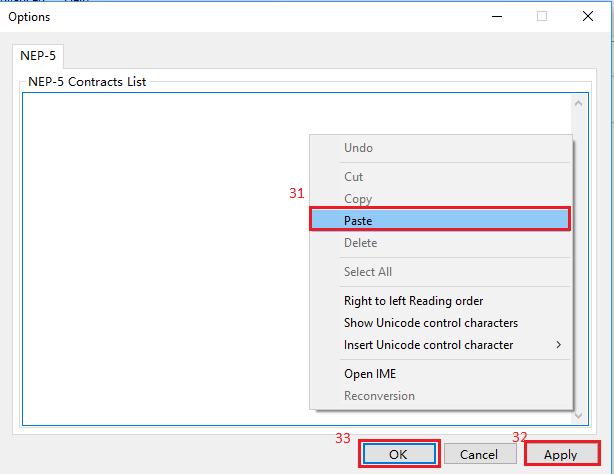 Options
NEP-5
NEP-5 Contracts List
Undo
Cut
31
Copy
Paste
Delete
Select All
Right to left Reading order
Show Unicode control characters
Insert Unicode control character
Open IME
Reconversion
33
32
OK
Cancel
Apply